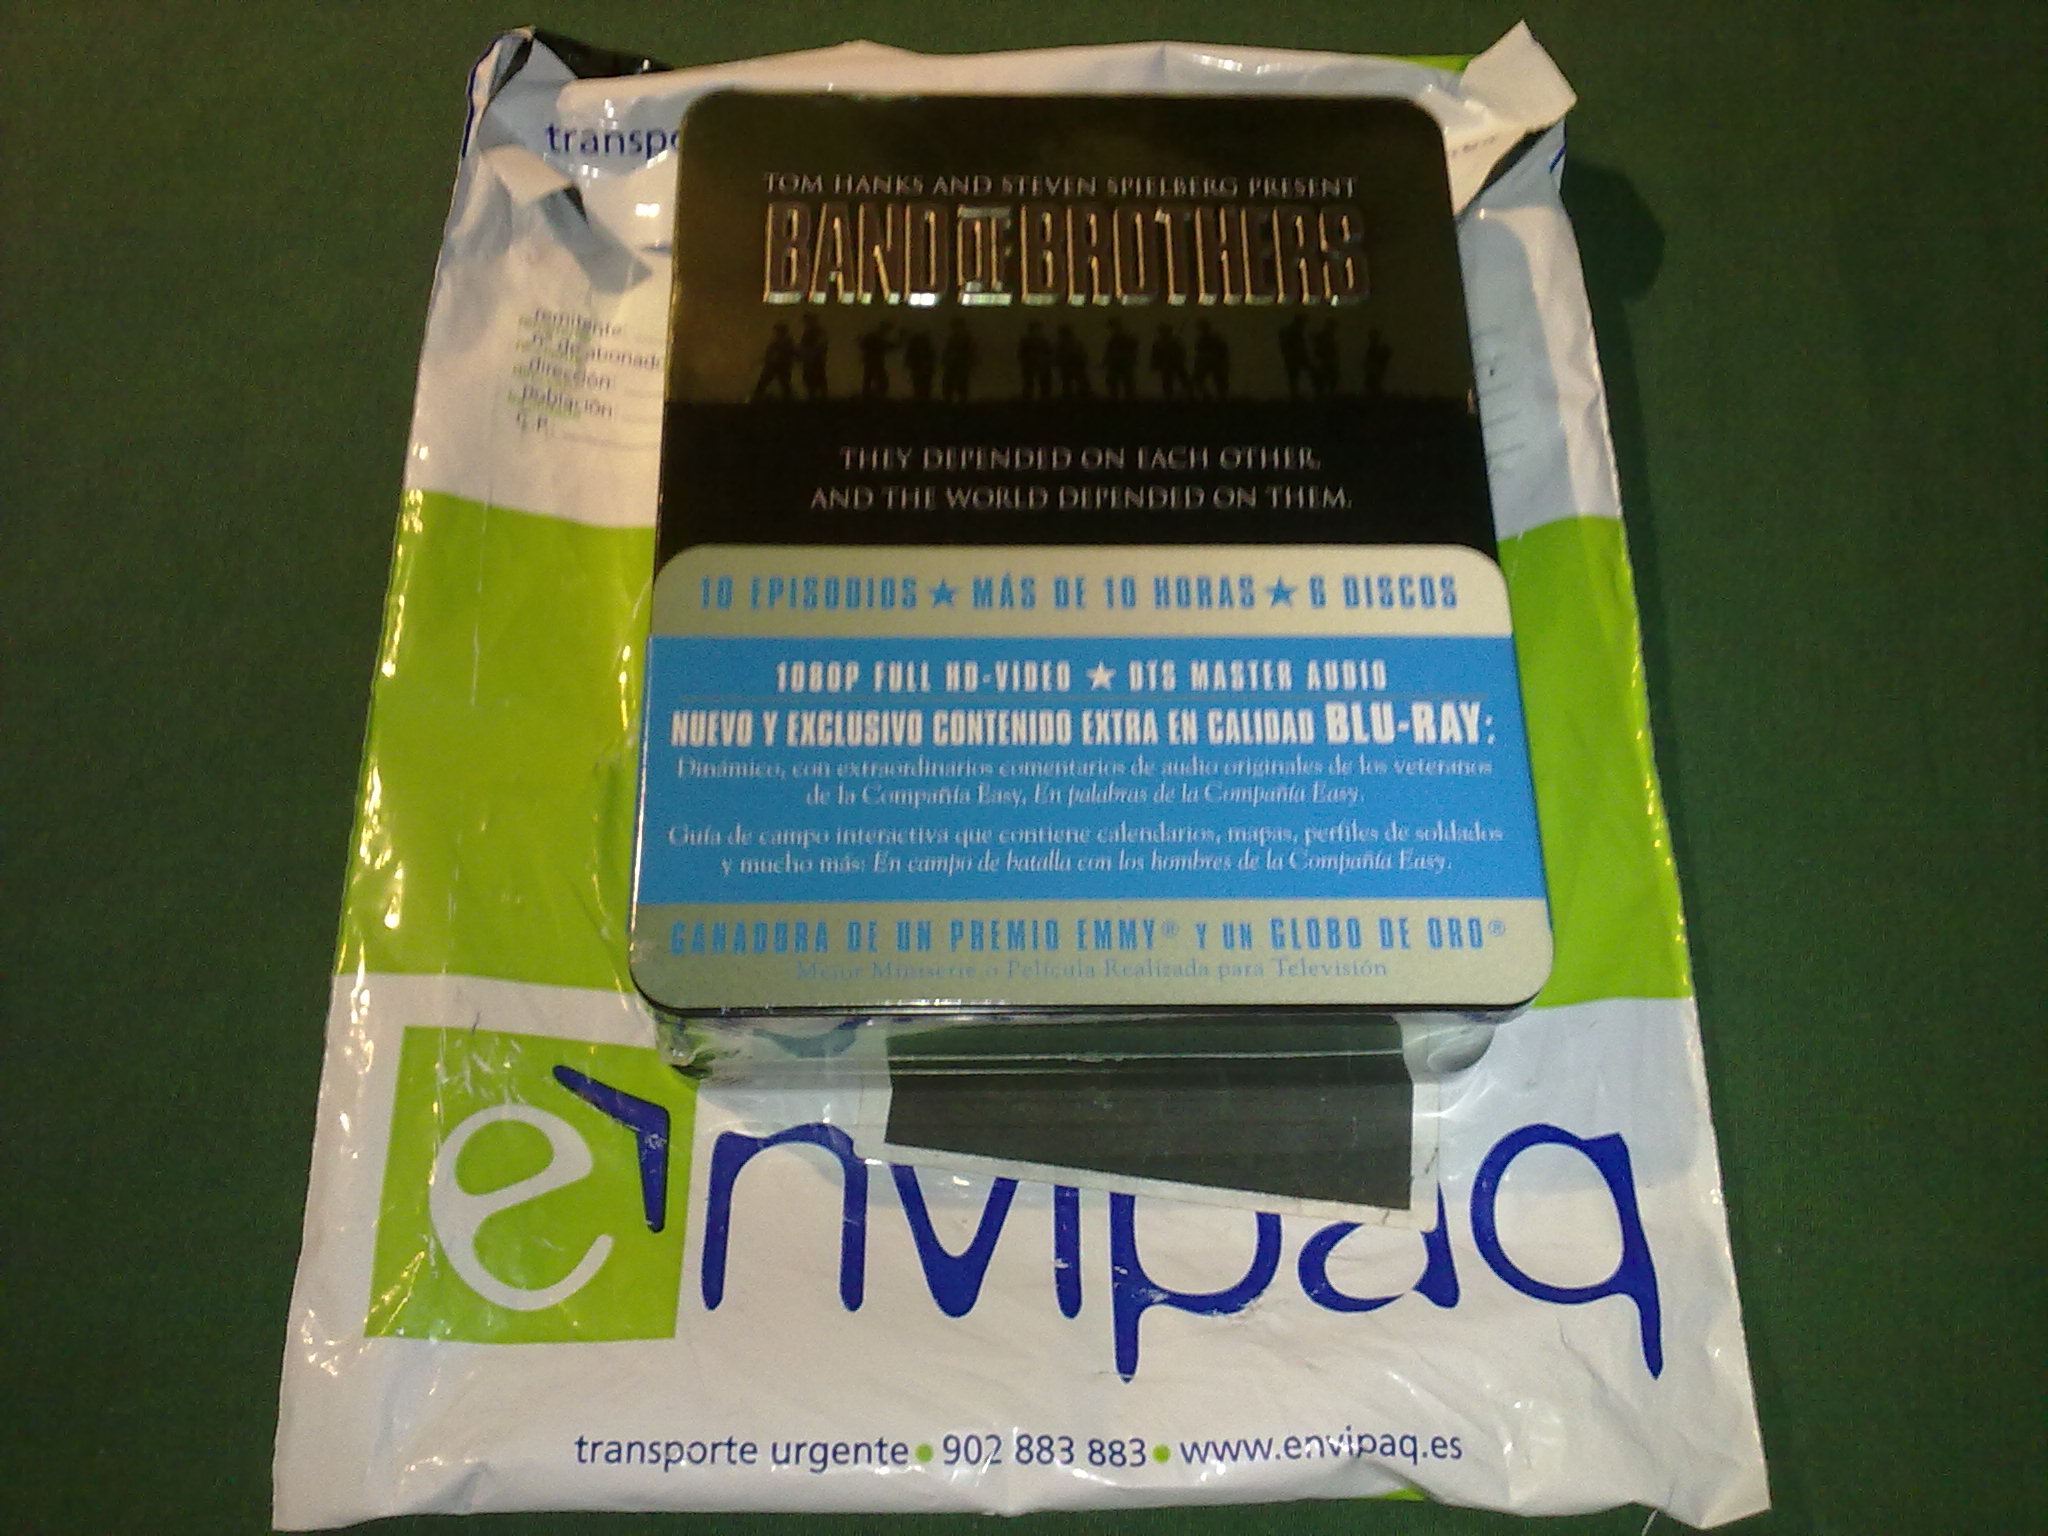 transpo
TOM HANKS AND STEVEN SPIELBERG PRESENT
BAND OF BROTHERS
remitente:
nº de abonado
dirección:
población:
c.p.:
THEY DEPENDED ON EACH OTHER.
AND THE WORLD DEPENDED ON THEM.
10 EPISODIOS ★ MÁS DE 10 HORAS ★ 6 DISCOS
1080P FULL HD-VIDEO ★ DTS MASTER AUDIO
NUEVO Y EXCLUSIVO CONTENIDO EXTRA EN CALIDAD BLU-RAY:
Dinámico, con extraordinarios comentarios de audio originales de los veteranos
de la Compañía Easy, En palabras de la Compañía Easy.
Guía de campo interactiva que contiene calendarios, mapas, perfiles de soldados
y mucho más: En campo de batalla con los hombres de la Compañía Easy.
GANADORA DE UN PREMIO EMMY® Y UN GLOBO DE ORO®
Mejor Miniserie o Película Realizada para Televisión
envipaq
transporte urgente • 902 883 883 • www.envipaq.es